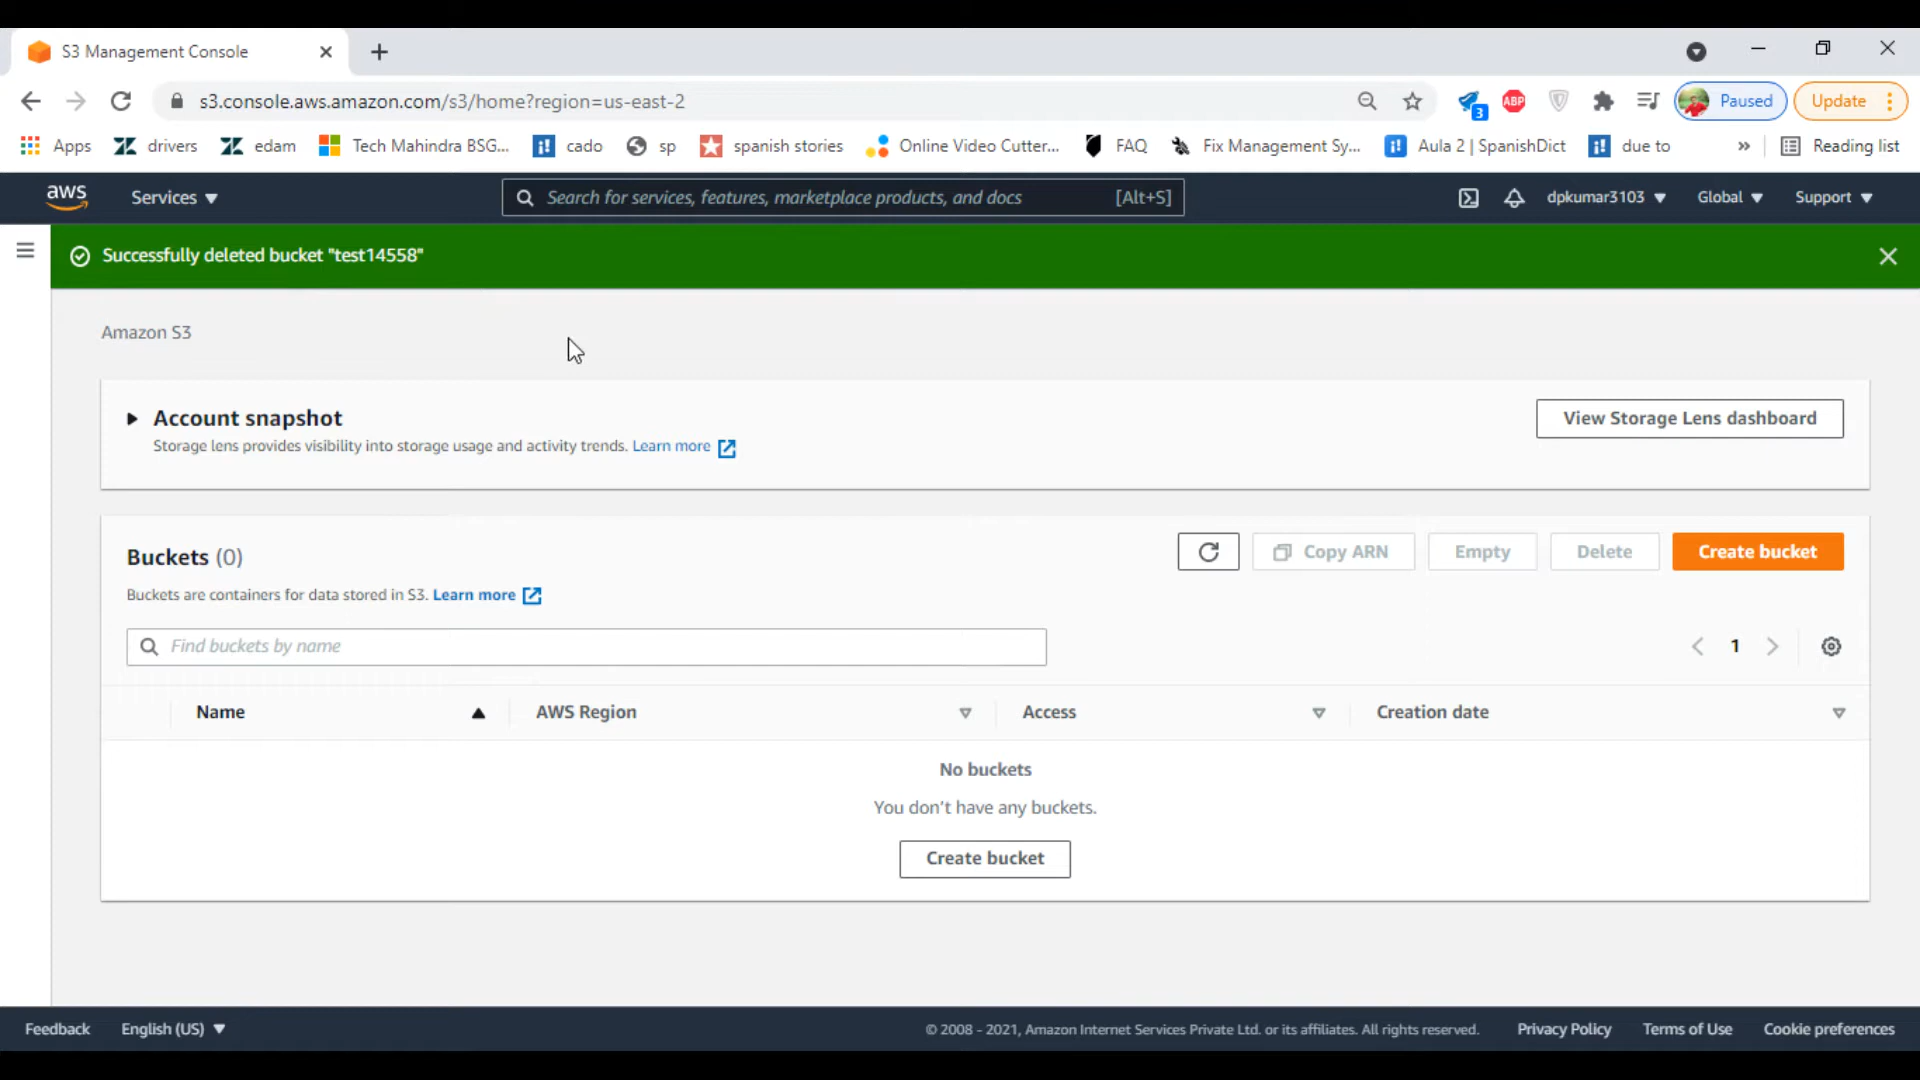 S3 Management Console
s3.console.aws.amazon.com/s3/home?region=us-east-2
3
ABP
Paused
Update
Apps
drivers
edam
Tech Mahindra BSG...
cado
sp
spanish stories
Online Video Cutter...
FAQ
Fix Management Sy...
Aula 2 | SpanishDict
due to
»
Reading list
aws
Services
Search for services, features, marketplace products, and docs
[Alt+S]
dpkumar3103
Global
Support
Successfully deleted bucket "test14558"
Amazon S3
Account snapshot
View Storage Lens dashboard
Storage lens provides visibility into storage usage and activity trends. Learn more
Buckets (0)
Copy ARN
Empty
Delete
Create bucket
Buckets are containers for data stored in S3. Learn more
Find buckets by name
1
Name
AWS Region
Access
Creation date
No buckets
You don't have any buckets.
Create bucket
Feedback
English (US)
© 2008 - 2021, Amazon Internet Services Private Ltd. or its affiliates. All rights reserved.
Privacy Policy
Terms of Use
Cookie preferences